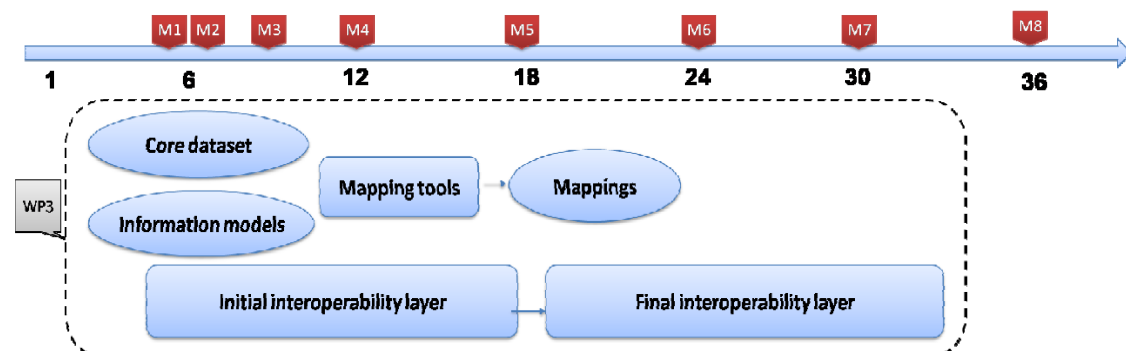 M1 M2 M3 M4 M5 M6 M7 M8
1 6 12 18 24 30 36
Core dataset
Mapping tools Mappings
WP3
Information models
Initial interoperability layer Final interoperability layer